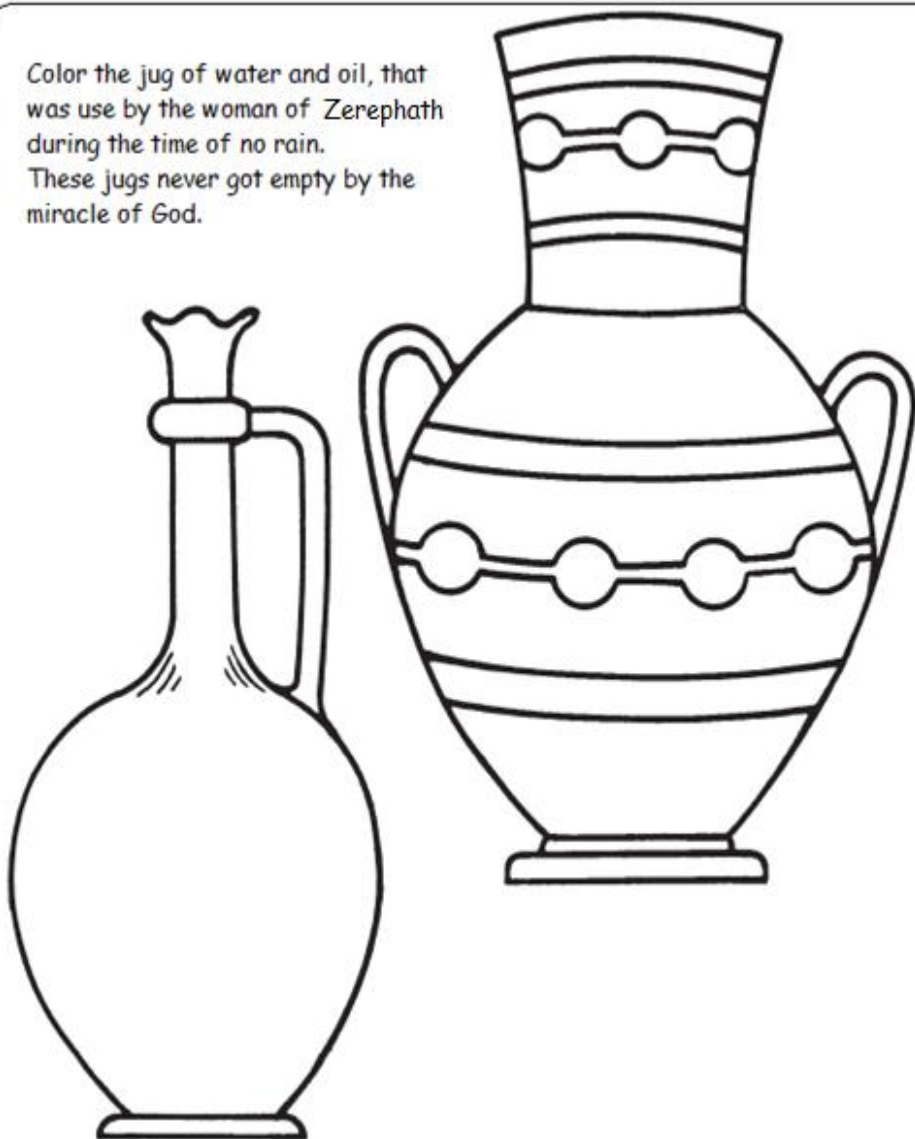 Color the jug of water and oil, that
was use by the woman of Zerephath
during the time of no rain.
These jugs never got empty by the
miracle of God.